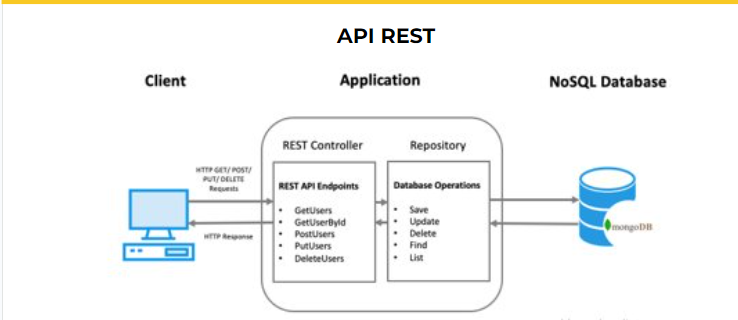 API REST
Client
Application
NoSQL Database
REST Controller
Repository
HTTP GET/ POST/
PUT/ DELETE
Requests
HTTP Response
REST API Endpoints
• GetUsers
• GetUserById
• PostUsers
• PutUsers
• DeleteUsers
Database Operations
• Save
• Update
• Delete
• Find
• List
mongoDB